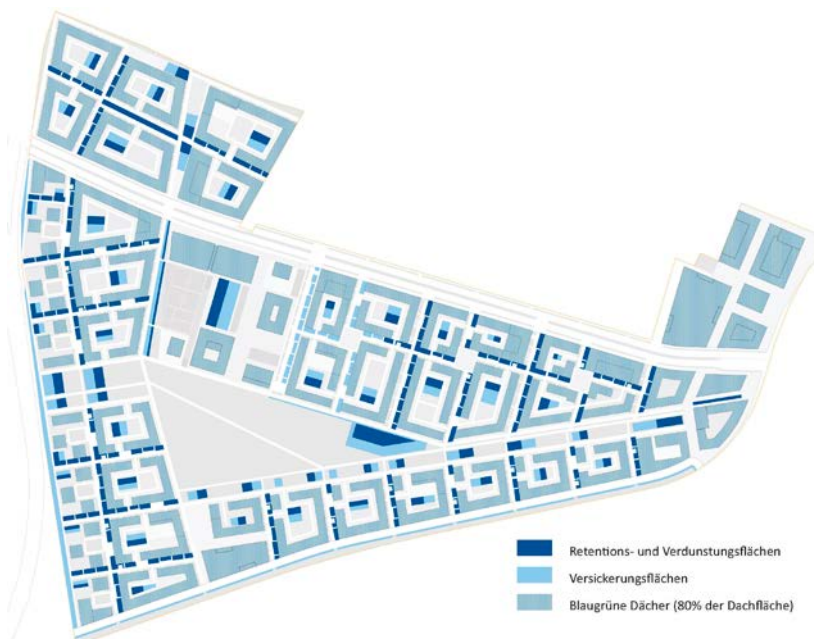 Retentions- und Verdunstungsflächen
Versickerungsflächen
Blaugrüne Dächer (80% der Dachfläche)